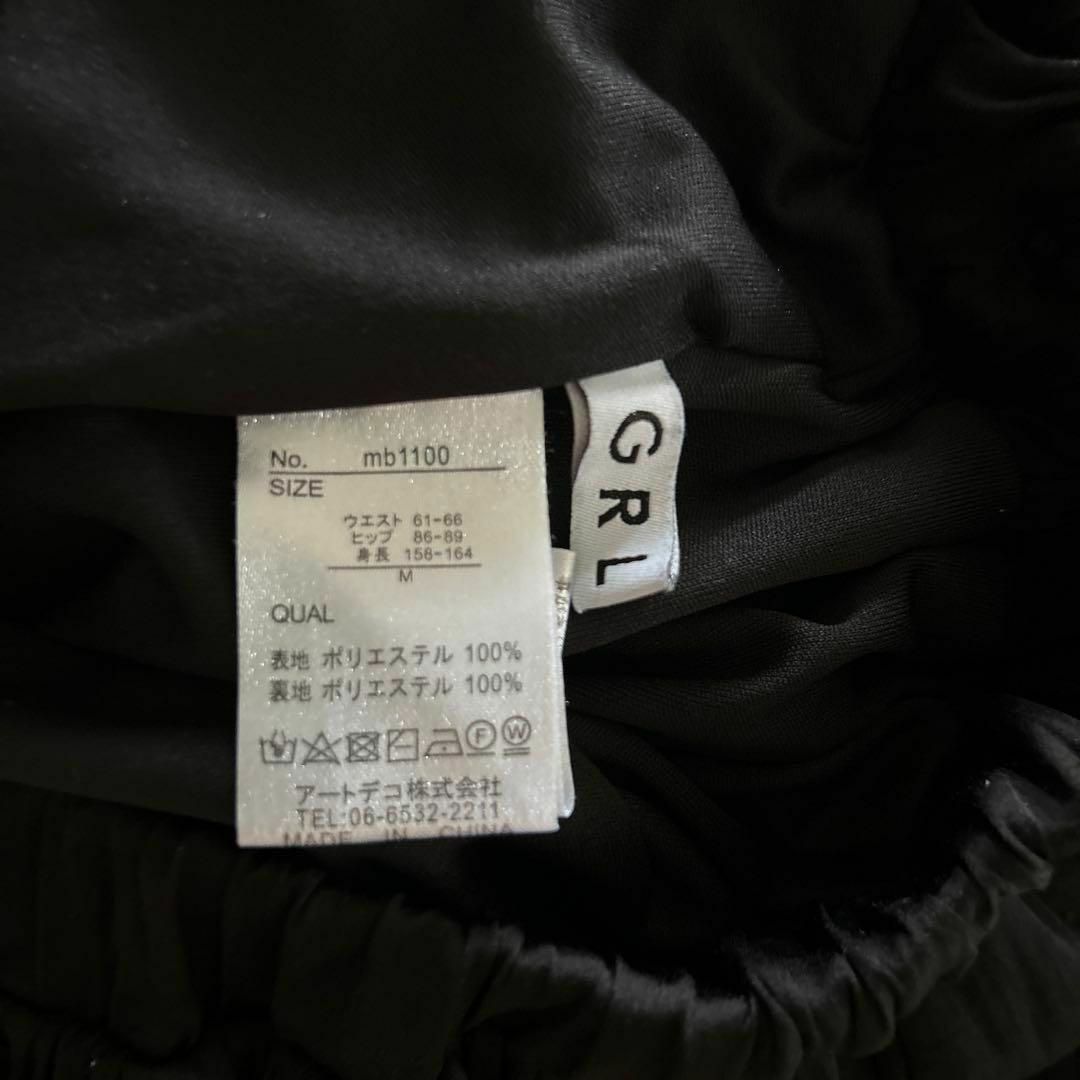 No. mb1100
SIZE
ウエスト 61-66
ヒップ 86-89
身長 158-164
M
QUAL
表地 ポリエステル 100%
裏地 ポリエステル 100%
F W
アートデコ株式会社
TEL:06-6532-2211
MADE IN CHINA
GRL